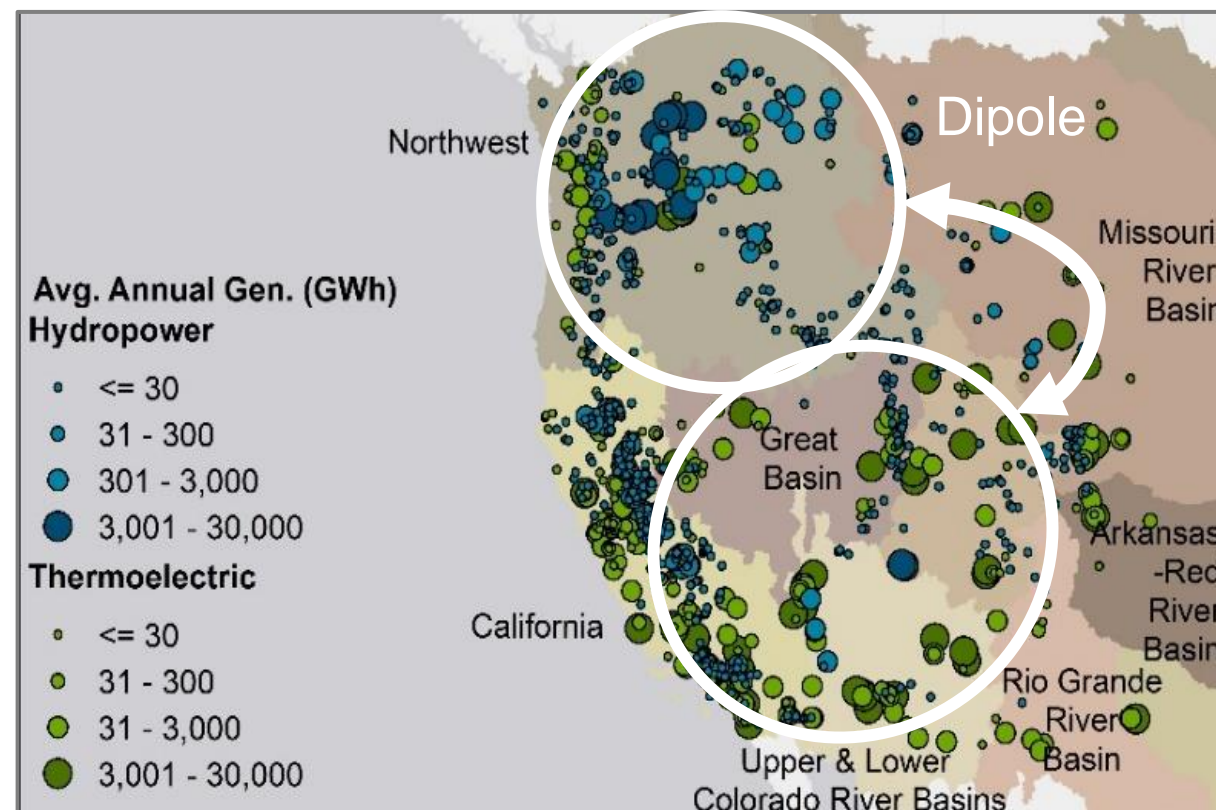 Dipole
Northwest
Missouri
River
Basin
Avg. Annual Gen. (GWh)
Hydropower
<= 30
31 - 300
301 - 3,000
3,001 - 30,000
Thermoelectric
<= 30
31 - 300
31 - 3,000
3,001 - 30,000
Great
Basin
California
Arkansas
-Red
River
Basin
Rio Grande
River
Basin
Upper & Lower
Colorado River Basins